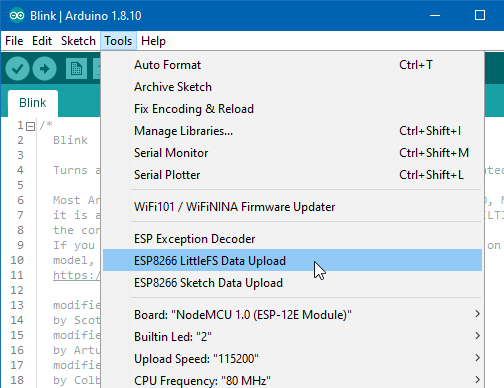 Blink | Arduino 1.8.10
File Edit Sketch Tools Help
Auto Format Ctrl+T
Archive Sketch
Fix Encoding & Reload
Manage Libraries... Ctrl+Shift+I
Serial Monitor Ctrl+Shift+M
Serial Plotter Ctrl+Shift+L
WiFi101 / WiFiNINA Firmware Updater
ESP Exception Decoder
ESP8266 LittleFS Data Upload
ESP8266 Sketch Data Upload
Board: "NodeMCU 1.0 (ESP-12E Module)"
Builtin Led: "2"
Upload Speed: "115200"
CPU Frequency: "80 MHz"
Blink
1 /*
2 Blink
3
4 Turns a
5
6 Most Ar
7 it is a
8 the con
9 If you on
10 model,
11 https:/
12
13 modifie
14 by Scot
15 modifie
16 by Artu
17 modifie
18 by Colb